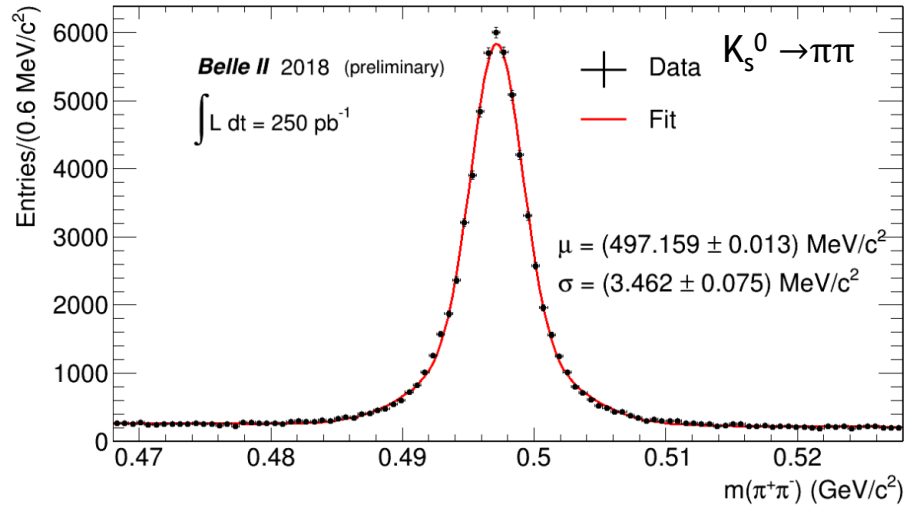 Entries/(0.6 MeV/c²)
6000
5000
4000
3000
2000
1000
0
Belle II 2018 (preliminary)
∫L dt = 250 pb⁻¹
Data
Fit
Kₛ⁰ →ππ
μ = (497.159 ± 0.013) MeV/c²
σ = (3.462 ± 0.075) MeV/c²
0.47 0.48 0.49 0.5 0.51 0.52
m(π⁺π⁻) (GeV/c²)